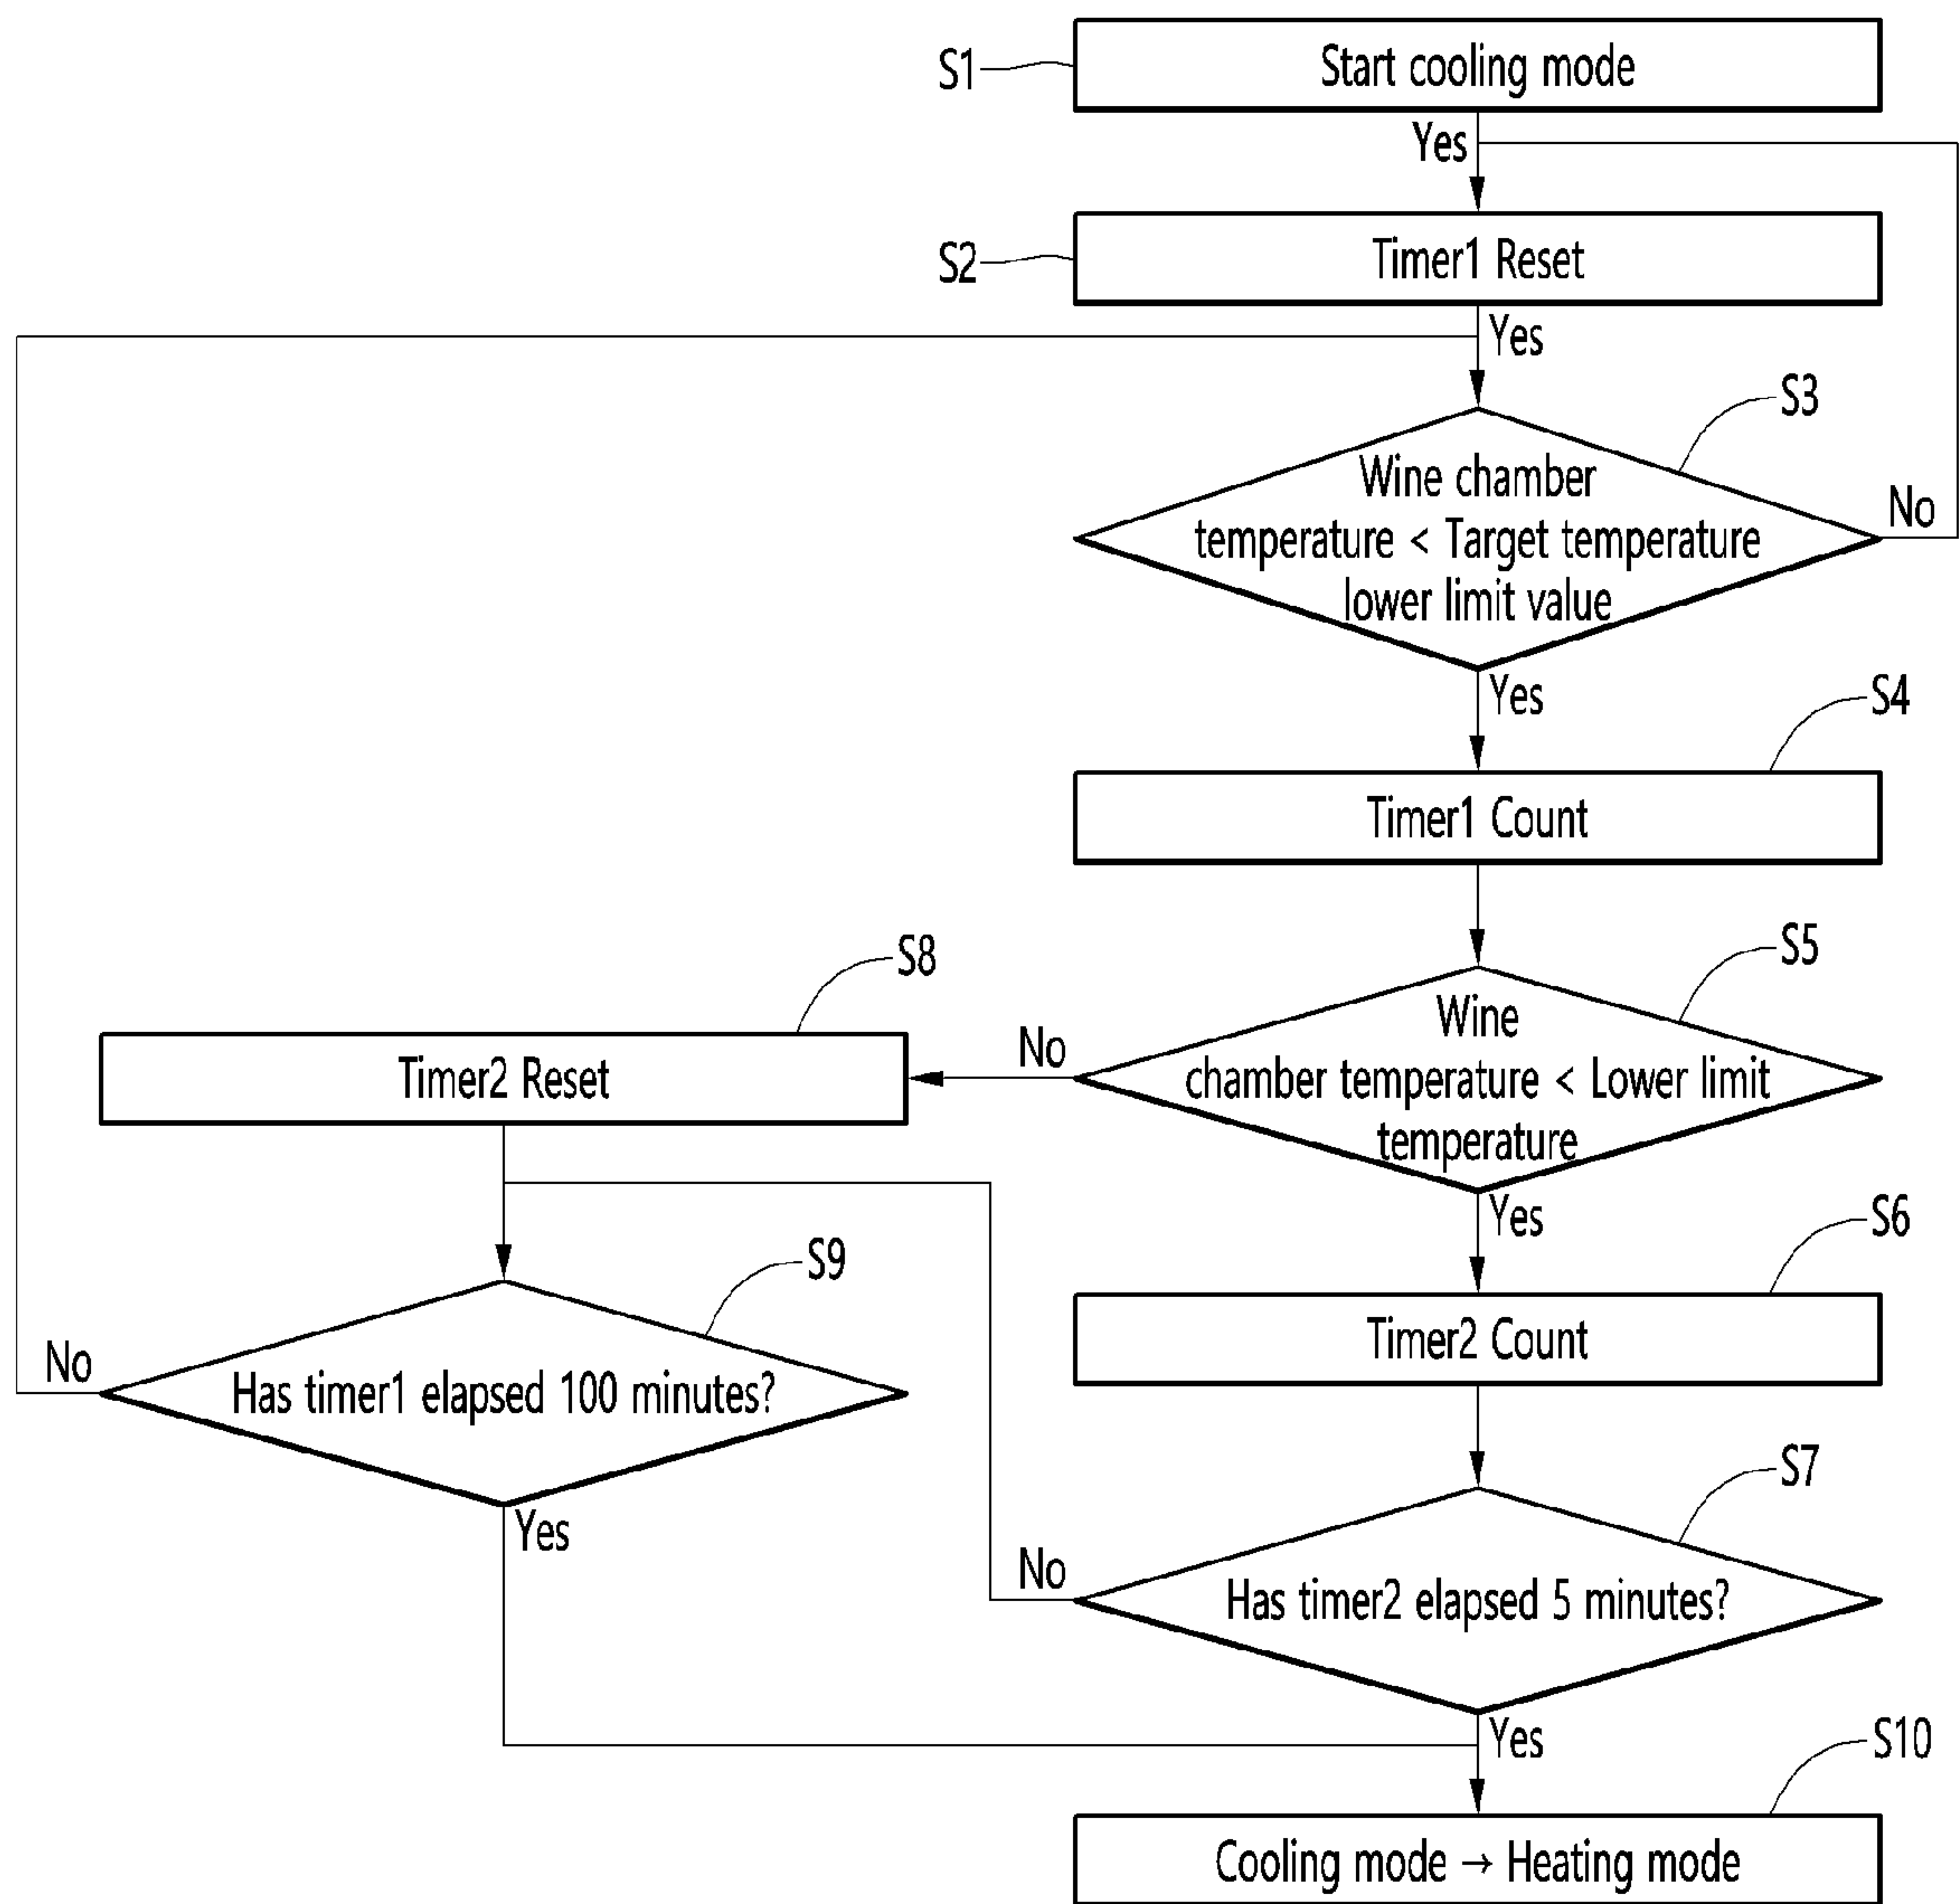 S1
Start cooling mode
Yes
S2
Timer1 Reset
Yes
S3
Wine chamber
temperature < Target temperature
lower limit value
No
Yes
S4
Timer1 Count
S5
Wine
chamber temperature < Lower limit
temperature
No
S8
Timer2 Reset
Yes
S6
Timer2 Count
S9
Has timer1 elapsed 100 minutes?
No
Yes
S7
Has timer2 elapsed 5 minutes?
No
Yes
S10
Cooling mode → Heating mode